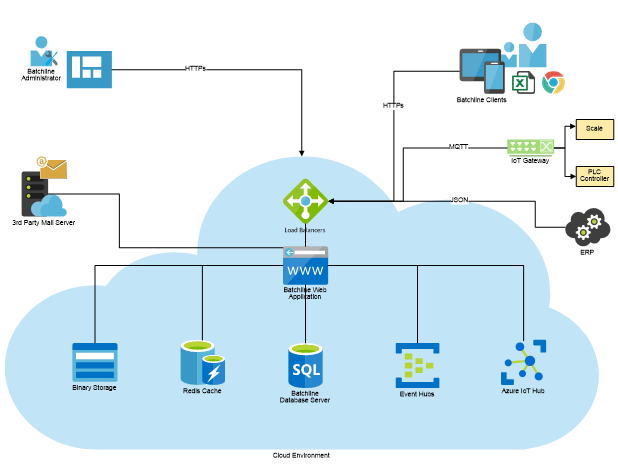 HTTPs
Batchline
Administrator
Batchline Clients
HTTPs
Scale
MQTT
IoT Gateway
PLC
Controller
@
3rd Party Mail Server
JSON
Load Balancers
ERP
WWW
Batchline Web
Application
SQL
Binary Storage
Redis Cache
Batchline
Database Server
Event Hubs
Azure IoT Hub
Cloud Environment